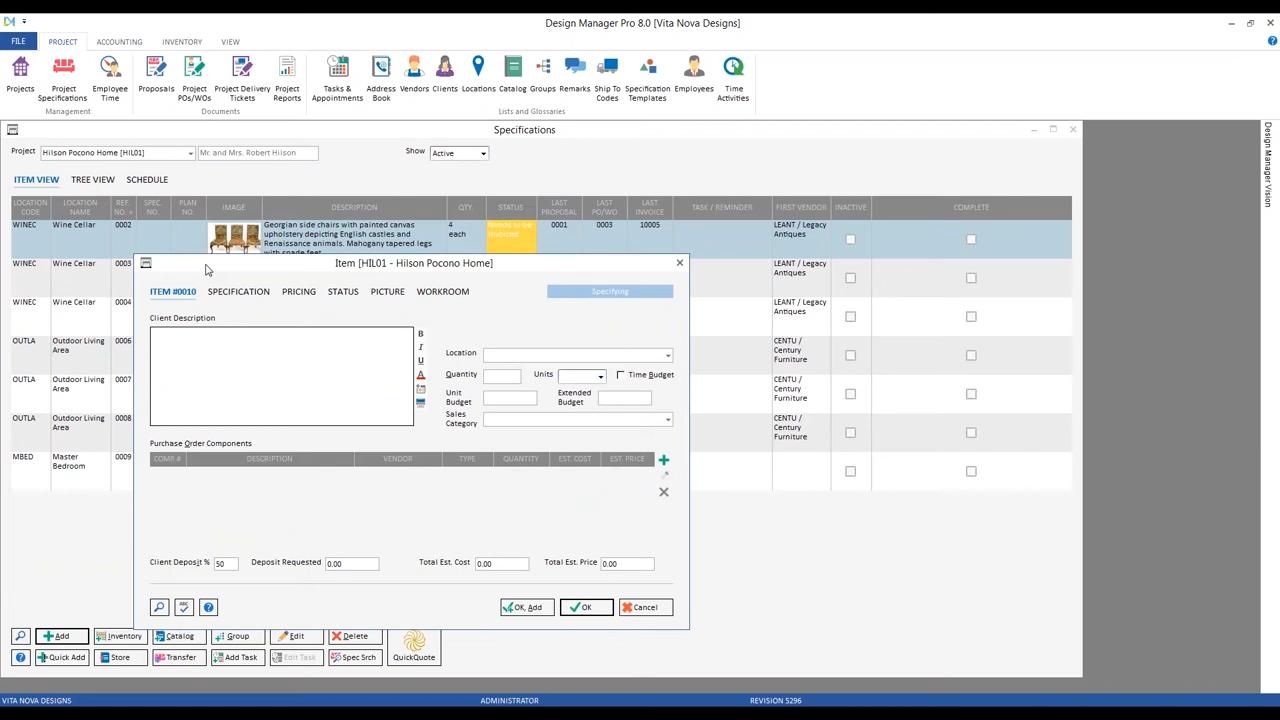 Design Manager Pro 8.0 [Vita Nova Designs]
FILE PROJECT ACCOUNTING INVENTORY VIEW
Projects Project Specifications Employee Time Proposals Project POs/WOs Project Delivery Tickets Project Reports Tasks & Appointments Address Book Vendors Clients Locations Catalog Groups Remarks Ship To Codes Specification Templates Employees Time Activities
Management Documents Lists and Glossaries
Design Manager Vision
Specifications
Project Hilson Pocono Home [HIL01] Mr. and Mrs. Robert Hilson Show Active
ITEM VIEW TREE VIEW SCHEDULE
LOCATION CODE LOCATION NAME REF. NO. SPEC. NO. PLAN NO. IMAGE DESCRIPTION QTY. STATUS LAST PROPOSAL LAST PO/WO LAST INVOICE TASK / REMINDER FIRST VENDOR INACTIVE COMPLETE
WINEC Wine Cellar 0002 Georgian side chairs with painted canvas upholstery depicting English castles and Renaissance animals. Mahogany tapered legs with spade feet. 4 each Needs to be Invoiced 0001 0003 10005 LEANT / Legacy Antiques
WINEC Wine Cellar 0003 LEANT / Legacy Antiques
WINEC Wine Cellar 0004 LEANT / Legacy Antiques
OUTLA Outdoor Living Area 0006 CENTU / Century Furniture
OUTLA Outdoor Living Area 0007 CENTU / Century Furniture
OUTLA Outdoor Living Area 0008 CENTU / Century Furniture
MBED Master Bedroom 0009
Item [HIL01 - Hilson Pocono Home]
ITEM #0010 SPECIFICATION PRICING STATUS PICTURE WORKROOM Specifying
Client Description
B
I
U
A
Location
Quantity Units Time Budget
Unit Budget Extended Budget
Sales Category
Purchase Order Components
COMP. # DESCRIPTION VENDOR TYPE QUANTITY EST. COST EST. PRICE
Client Deposit % 50 Deposit Requested 0.00 Total Est. Cost 0.00 Total Est. Price 0.00
OK, Add OK Cancel
Add Inventory Catalog Group Edit Delete
Quick Add Store Transfer Add Task Edit Task Spec Srch QuickQuote
VITA NOVA DESIGNS ADMINISTRATOR REVISION 5296